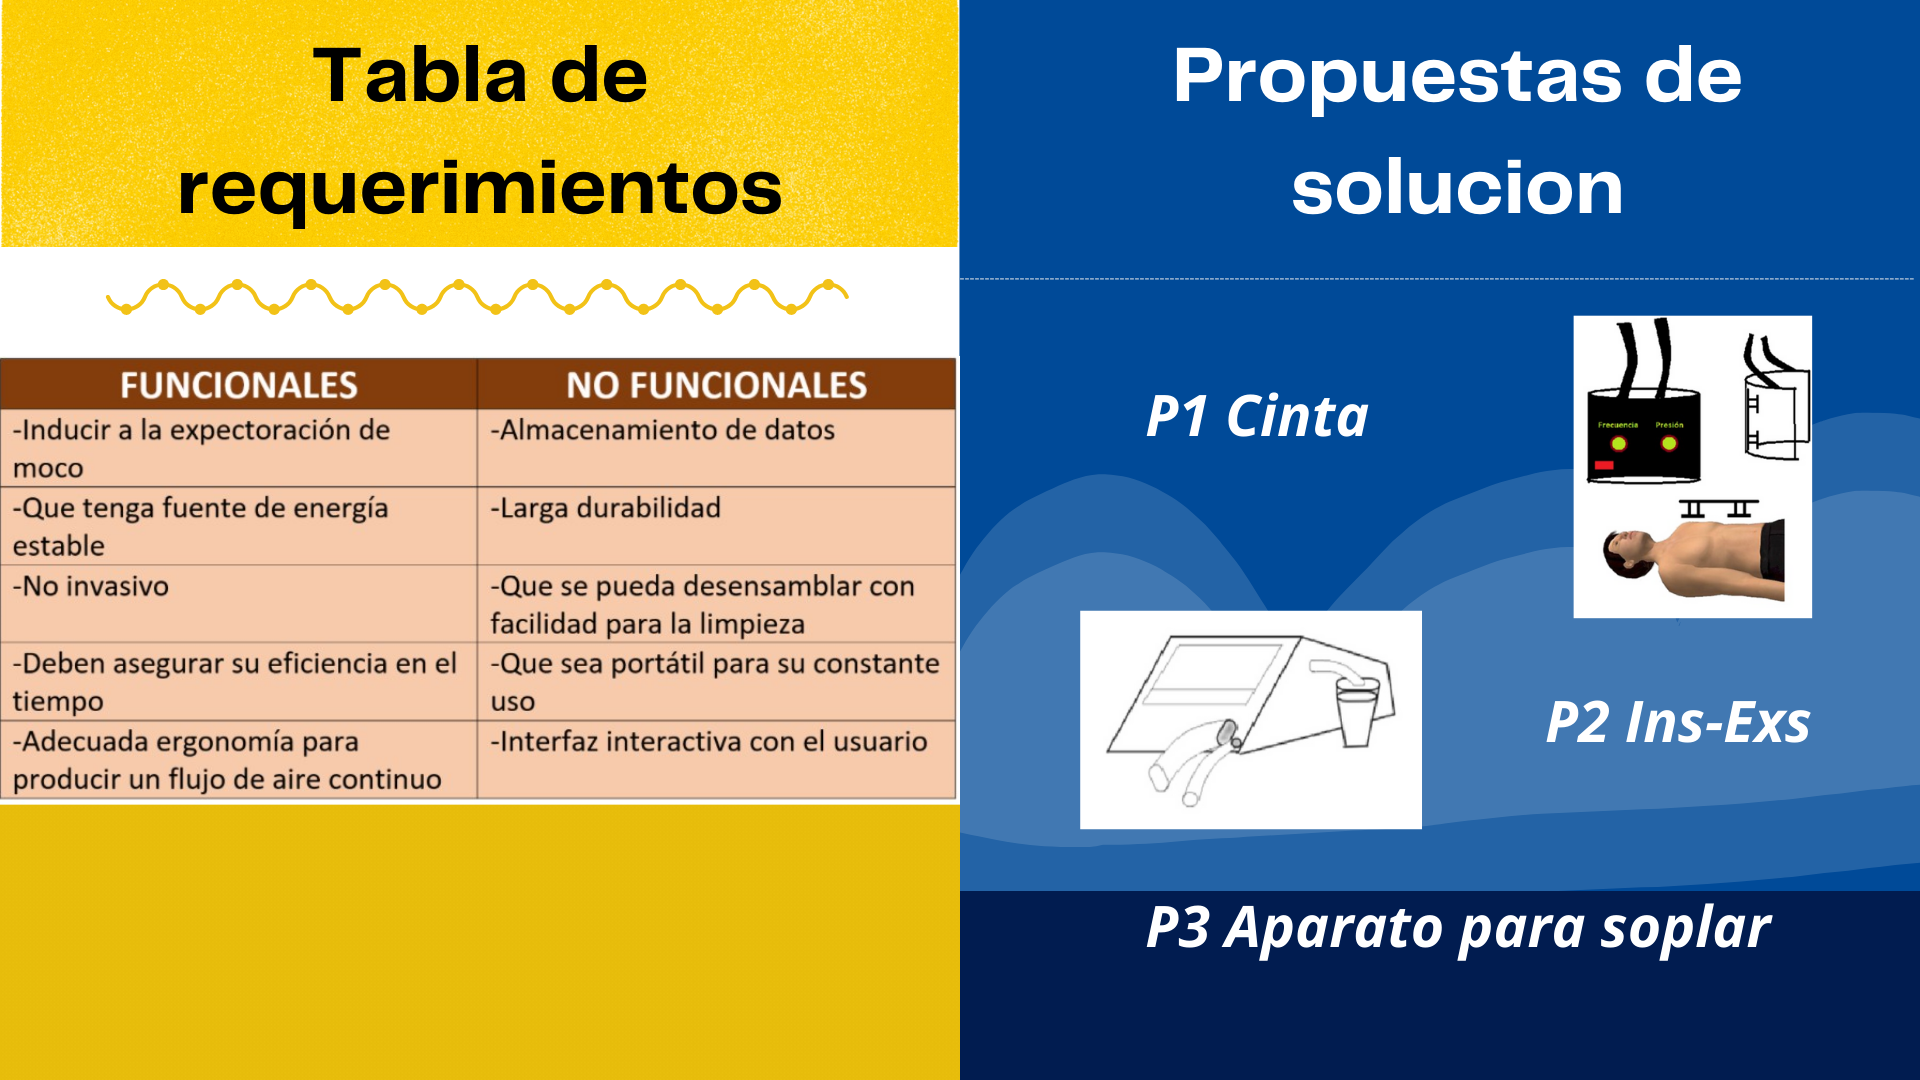 Tabla de
requerimientos
FUNCIONALES
NO FUNCIONALES
-Inducir a la expectoración de
moco
-Almacenamiento de datos
-Que tenga fuente de energía
estable
-Larga durabilidad
-No invasivo
-Que se pueda desensamblar con
facilidad para la limpieza
-Deben asegurar su eficiencia en el
tiempo
-Que sea portátil para su constante
uso
-Adecuada ergonomía para
producir un flujo de aire continuo
-Interfaz interactiva con el usuario
Propuestas de
solucion
P1 Cinta
Frecuencia Presión
P2 Ins-Exs
P3 Aparato para soplar